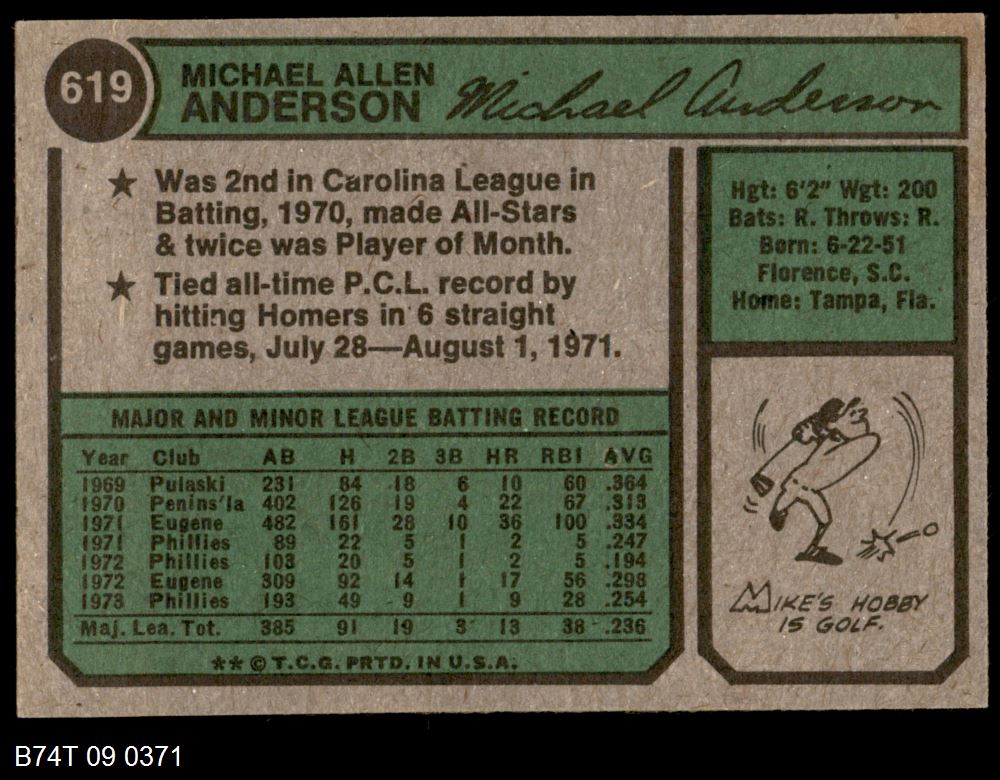 619
MICHAEL ALLEN
ANDERSON
Michael Anderson
★ Was 2nd in Carolina League in
Batting, 1970, made All-Stars
& twice was Player of Month.
★ Tied all-time P.C.L. record by
hitting Homers in 6 straight
games, July 28—August 1, 1971.
Hgt: 6'2" Wgt: 200
Bats: R. Throws: R.
Born: 6-22-51
Florence, S.C.
Home: Tampa, Fla.
MAJOR AND MINOR LEAGUE BATTING RECORD
Year Club AB H 2B 3B HR RBI AVG
1969 Pulaski 231 84 18 6 10 60 .364
1970 Penins'la 402 126 19 4 22 67 .313
1971 Eugene 482 161 28 10 36 100 .334
1971 Phillies 89 22 5 1 2 5 .247
1972 Phillies 103 20 5 1 2 5 .194
1972 Eugene 309 92 14 1 17 56 .298
1973 Phillies 193 49 9 1 9 28 .254
Maj. Lea. Tot. 385 91 19 3 13 38 .236
** © T.C.G. PRTD. IN U.S.A.
MIKE'S HOBBY
IS GOLF.
B74T 09 0371